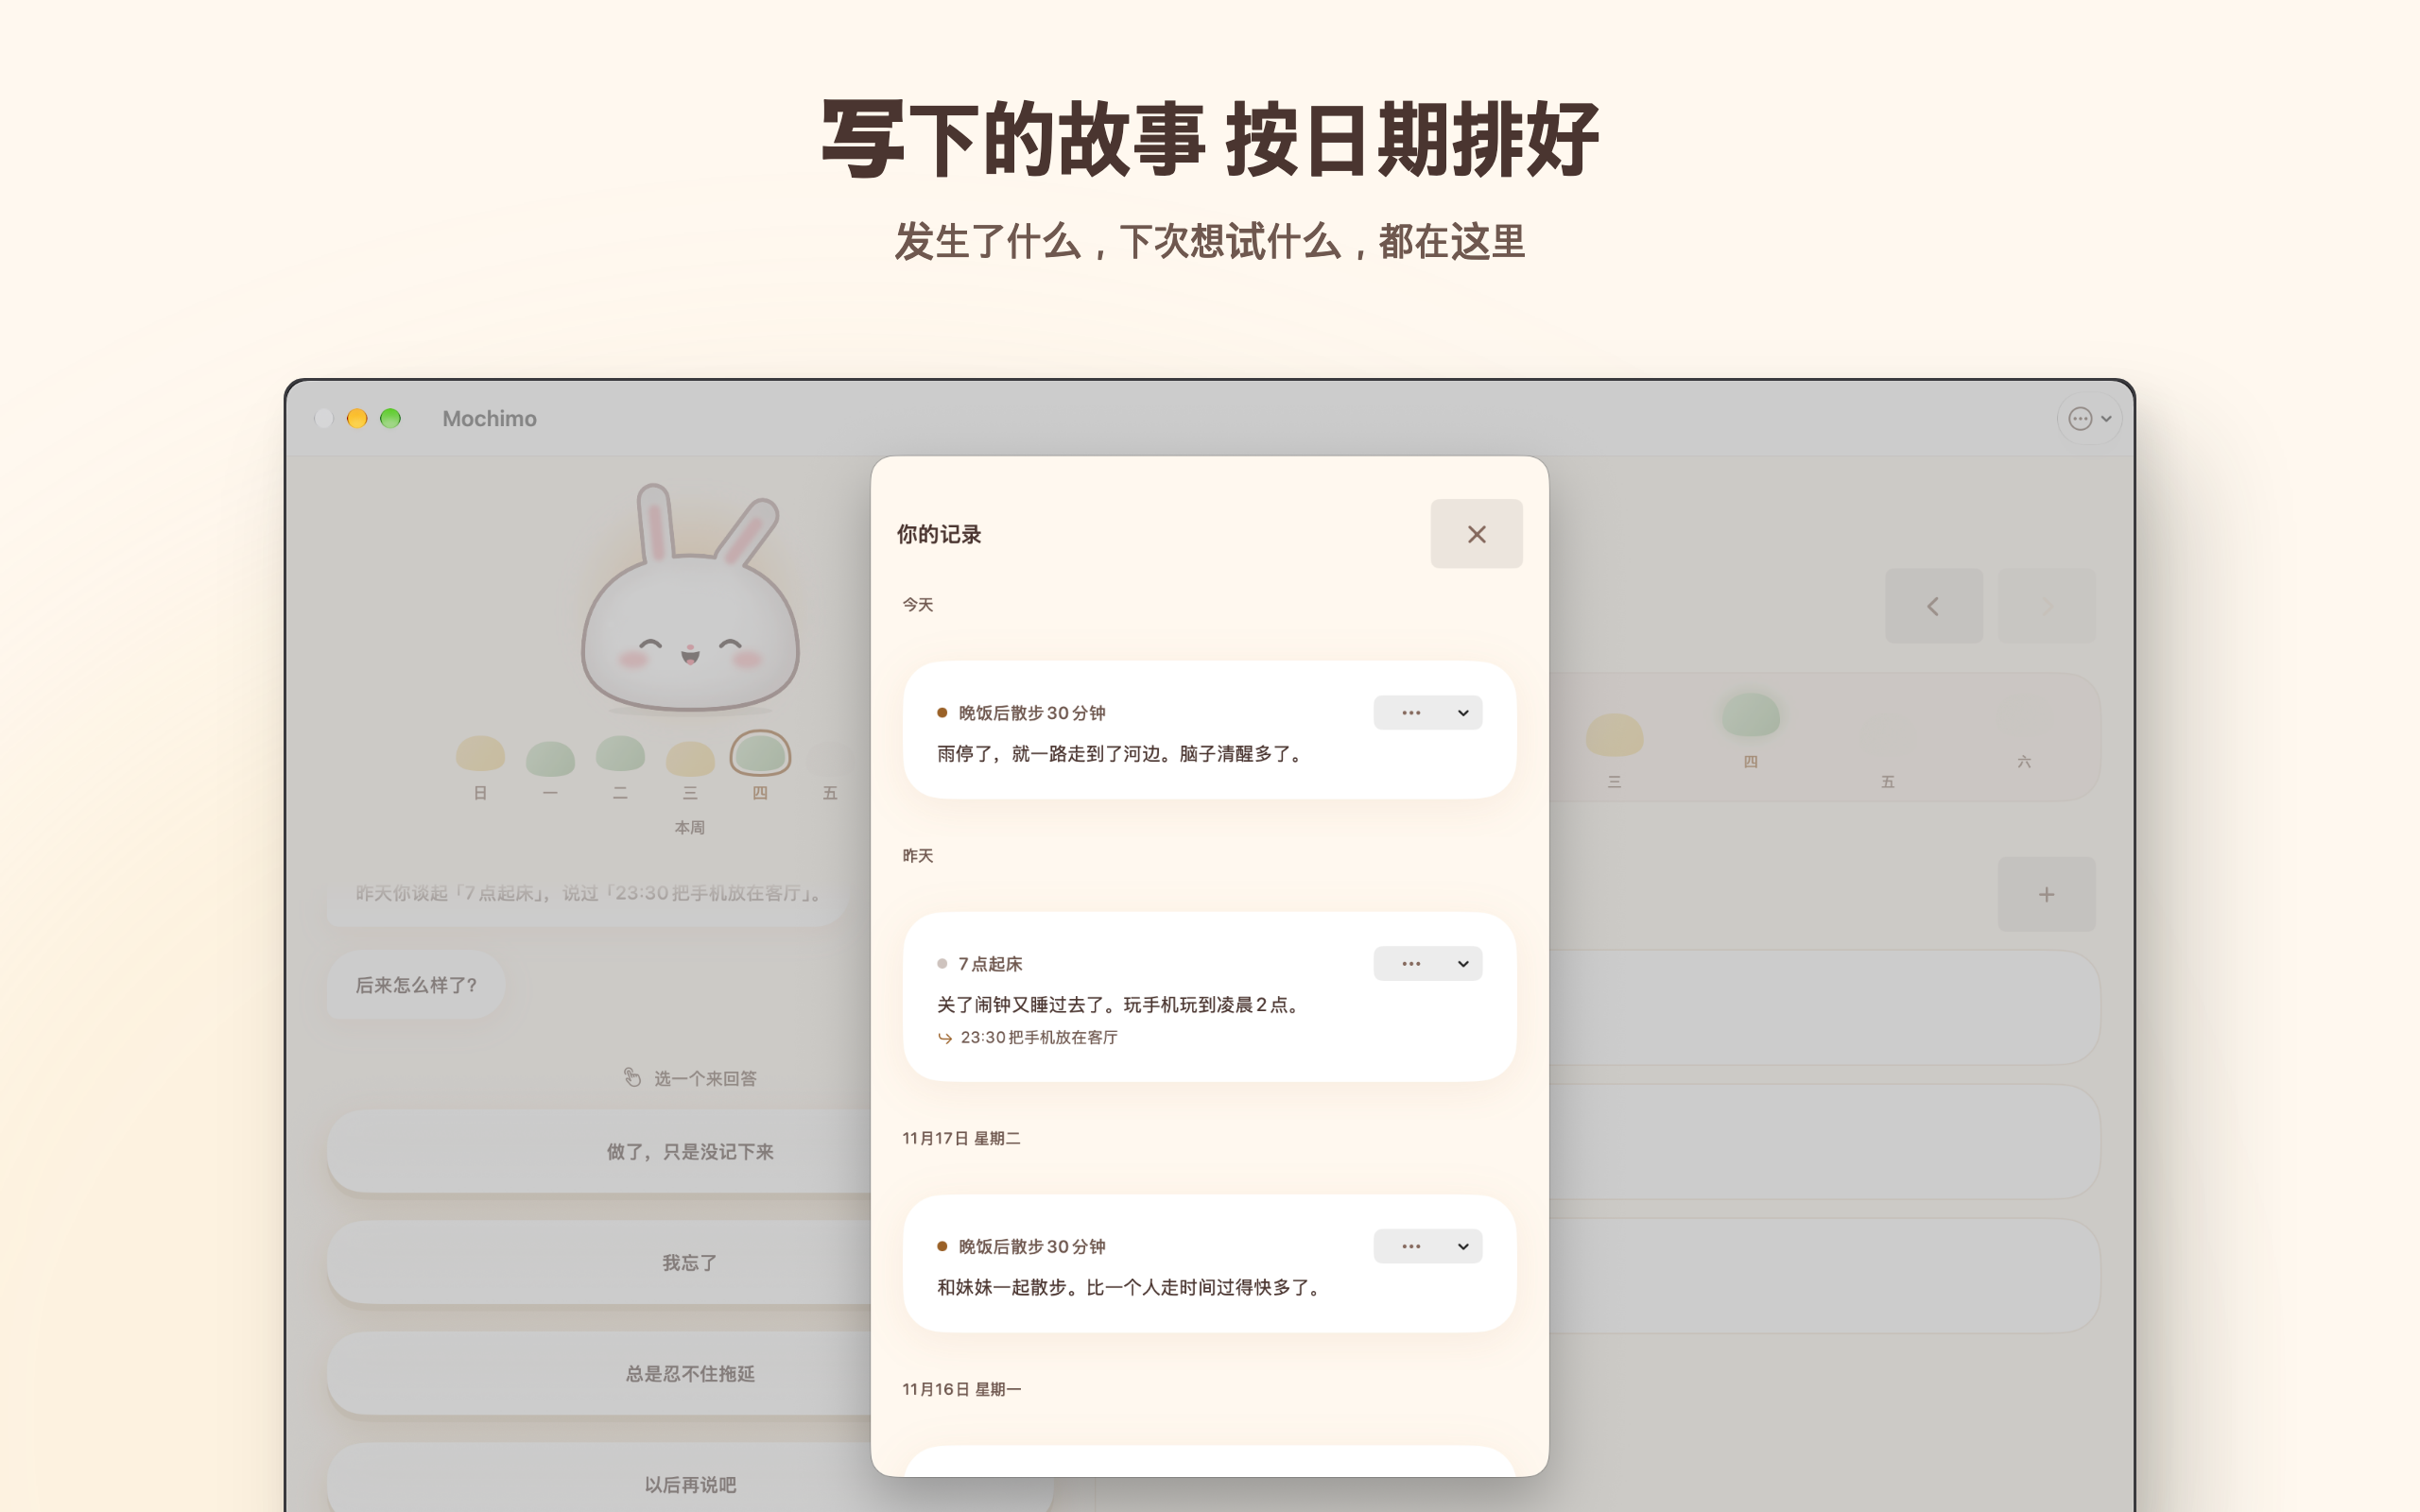 写下的故事 按日期排好
发生了什么，下次想试什么，都在这里
Mochimo
日 一 二 三 四 五
本周
昨天你谈起「7点起床」，说过「23:30把手机放在客厅」。
后来怎么样了?
选一个来回答
做了，只是没记下来
我忘了
总是忍不住拖延
以后再说吧
你的记录
今天
晚饭后散步30分钟
雨停了，就一路走到了河边。脑子清醒多了。
昨天
7点起床
关了闹钟又睡过去了。玩手机玩到凌晨2点。
23:30把手机放在客厅
11月17日 星期二
晚饭后散步30分钟
和妹妹一起散步。比一个人走时间过得快多了。
11月16日 星期一
三 四 五 六